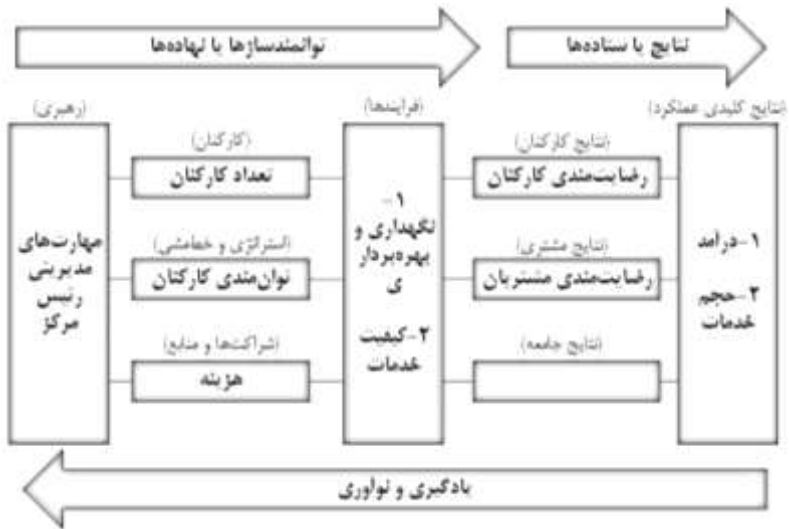 توانمندسازها یا نهاده‌ها
نتایج یا ستاده‌ها
(رهبری)
مهارت‌های
مدیریتی
رئیس
مرکز
(کارکنان)
تعداد کارکنان
(استراتژی و خط‌مشی)
توان‌مندی کارکنان
(شراکت‌ها و منابع)
هزینه
(فرایندها)
۱-
نگهداری و
بهره‌بردار
ی
۲-کیفیت
خدمات
(نتایج کارکنان)
رضایت‌مندی کارکنان
(نتایج مشتری)
رضایت‌مندی مشتریان
(نتایج جامعه)
(نتایج کلیدی عملکرد)
۱-درآمد
۲-حجم
خدمات
یادگیری و نوآوری